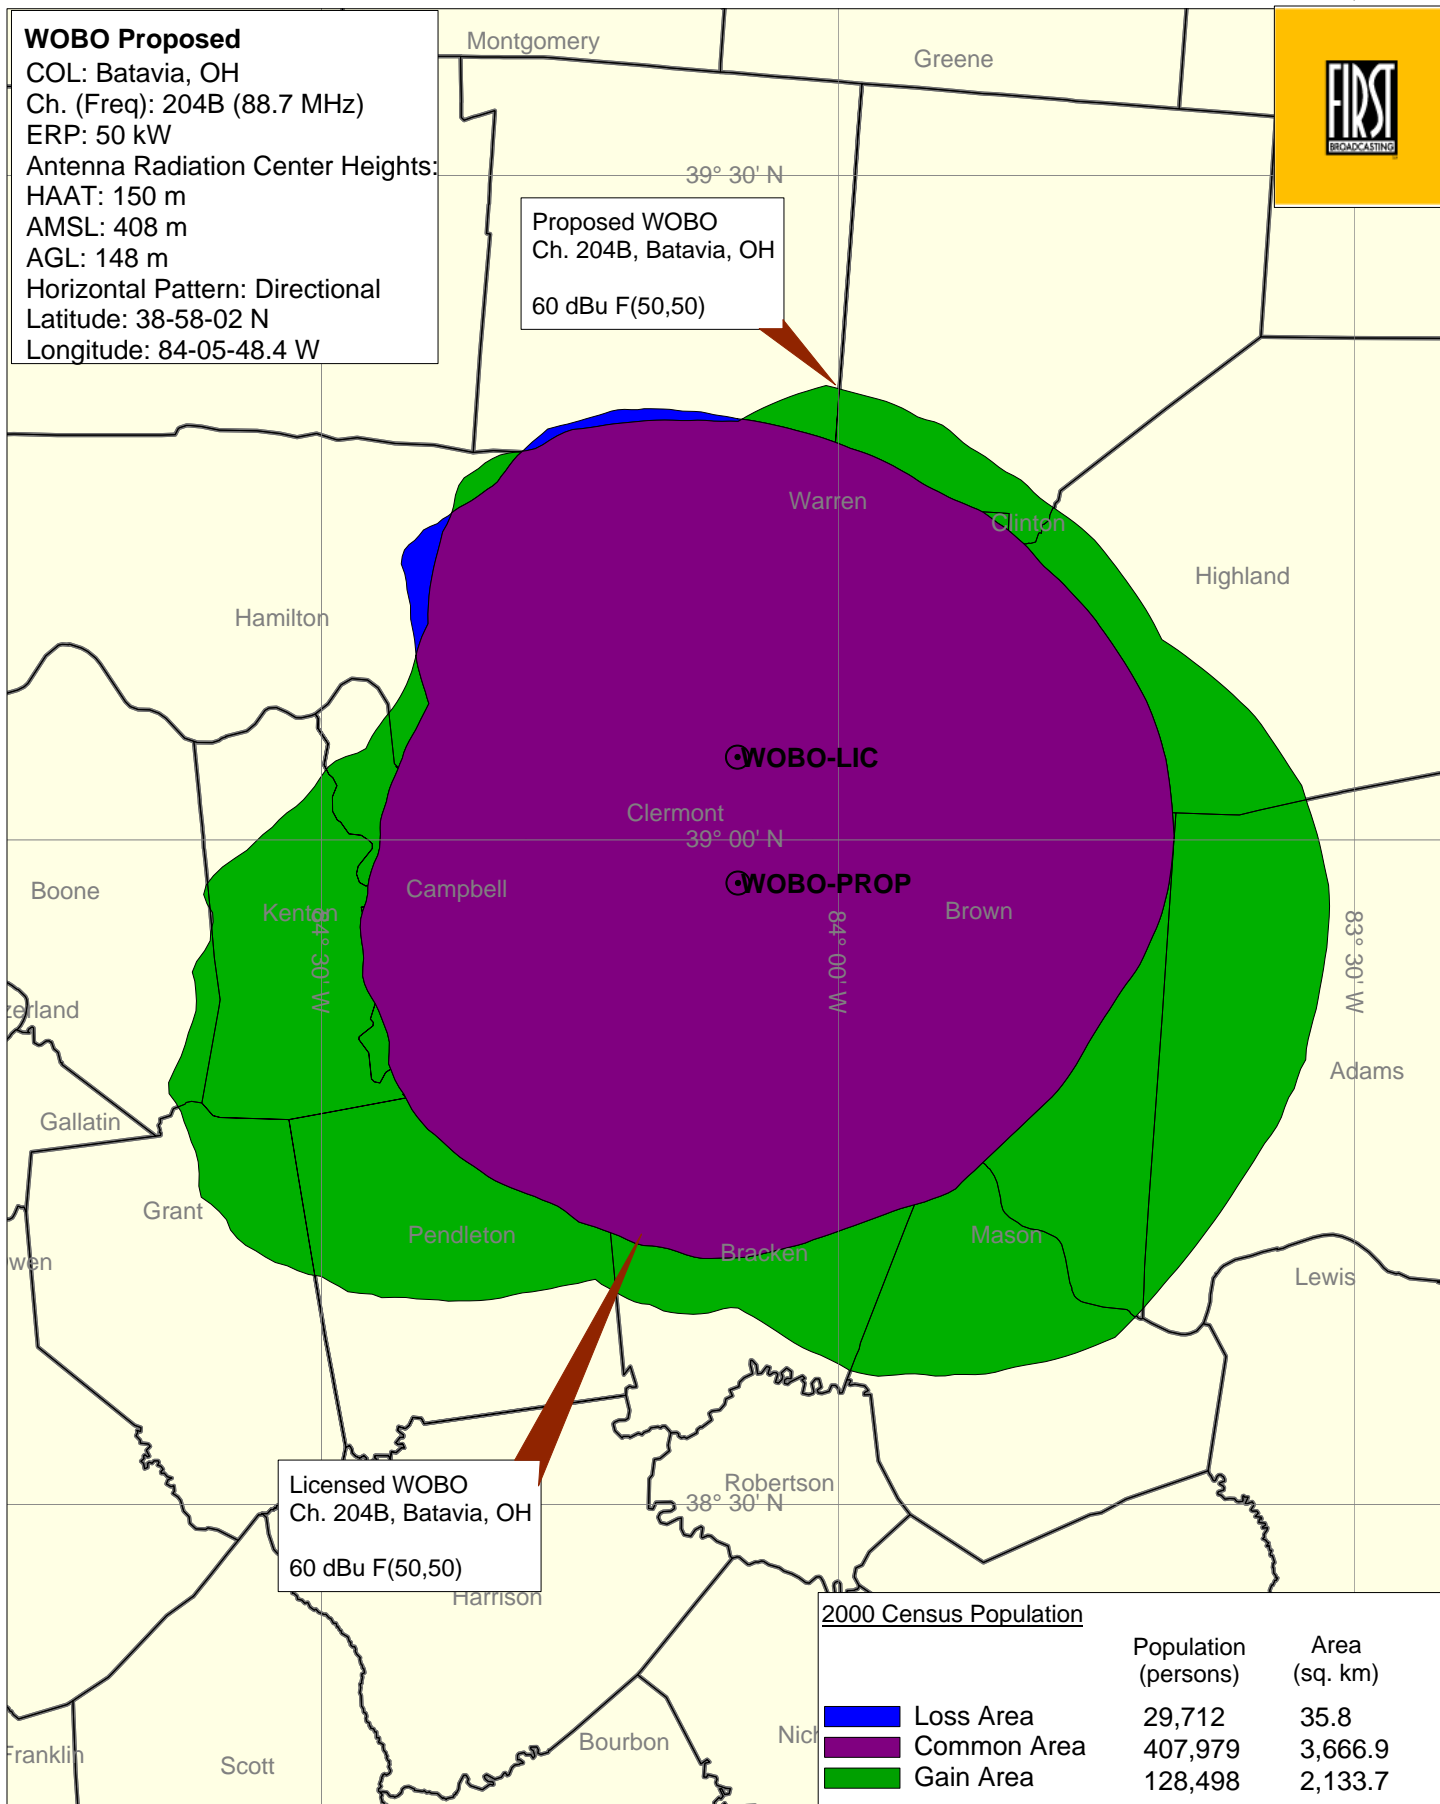 WOBO Proposed
COL: Batavia, OH
Ch. (Freq): 204B (88.7 MHz)
ERP: 50 kW
Antenna Radiation Center Heights:
HAAT: 150 m
AMSL: 408 m
AGL: 148 m
Horizontal Pattern: Directional
Latitude: 38-58-02 N
Longitude: 84-05-48.4 W
Montgomery
Greene
FIRST
BROADCASTING
39° 30' N
Proposed WOBO
Ch. 204B, Batavia, OH
60 dBu F(50,50)
Warren
Clinton
Highland
Hamilton
WOBO-LIC
Clermont
39° 00' N
WOBO-PROP
Boone
Campbell
Kenton
Brown
84° 30' W
84° 00' W
83° 30' W
zerland
Adams
Gallatin
Grant
Pendleton
Bracken
Mason
wen
Lewis
Licensed WOBO
Ch. 204B, Batavia, OH
60 dBu F(50,50)
Robertson
38° 30' N
Harrison
2000 Census Population
Population (persons)
Area (sq. km)
Loss Area 29,712 35.8
Common Area 407,979 3,666.9
Gain Area 128,498 2,133.7
Bourbon
Nich
Franklin
Scott